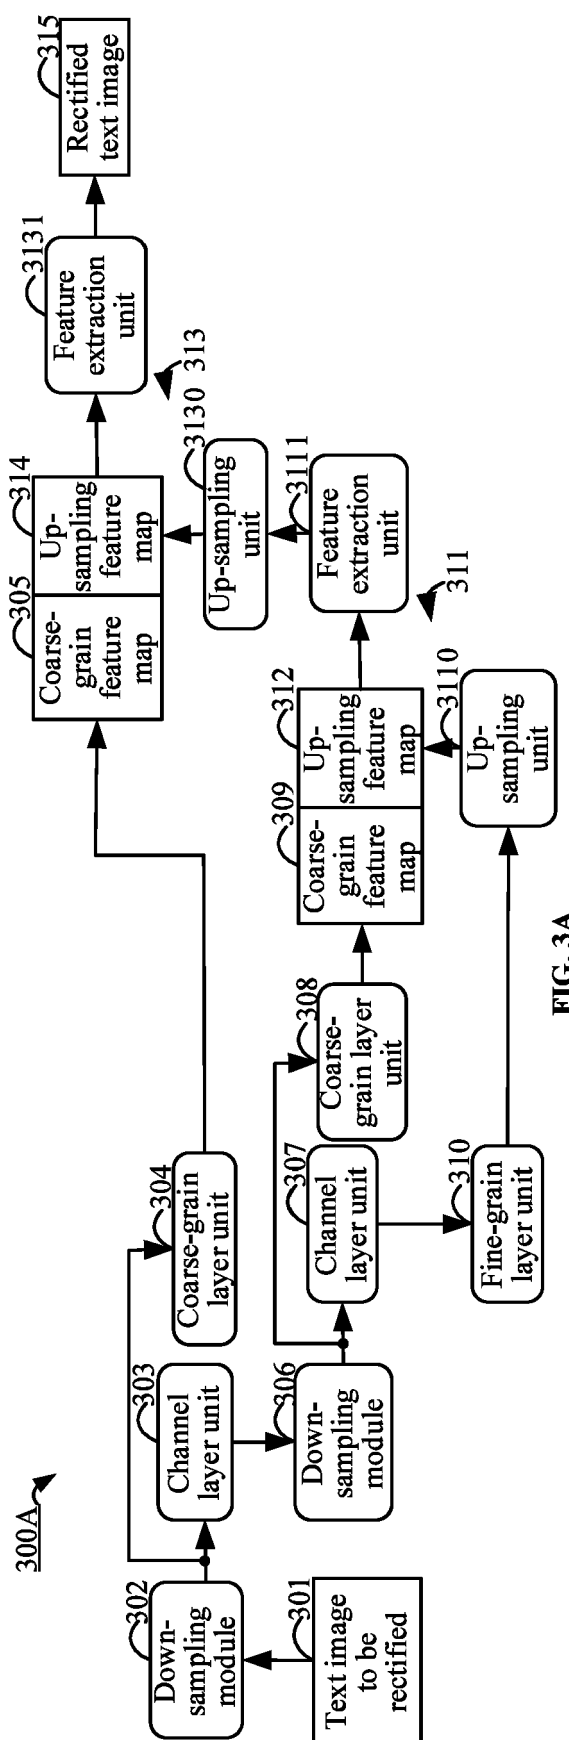 300A
301
Text image
to be
rectified
302
Down-
sampling
module
303
Channel
layer unit
304
Coarse-grain
layer unit
305
Coarse-
grain feature
map
306
Down-
sampling
module
307
Channel
layer unit
308
Coarse-
grain layer
unit
309
Coarse-
grain feature
map
310
Fine-grain
layer unit
3110
Up-
sampling
unit
311
312
Up-
sampling
feature
map
3111
Feature
extraction
unit
3130
Up-sampling
unit
313
314
Up-
sampling
feature
map
3131
Feature
extraction
unit
315
Rectified
text image
FIG. 3A